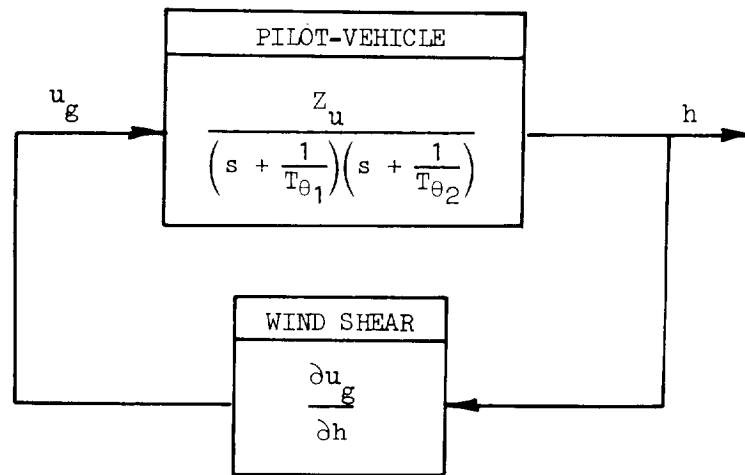 PILOT-VEHICLE
u_g
Z_u
(s + 1/T_θ1)(s + 1/T_θ2)
h
WIND SHEAR
∂u_g
∂h